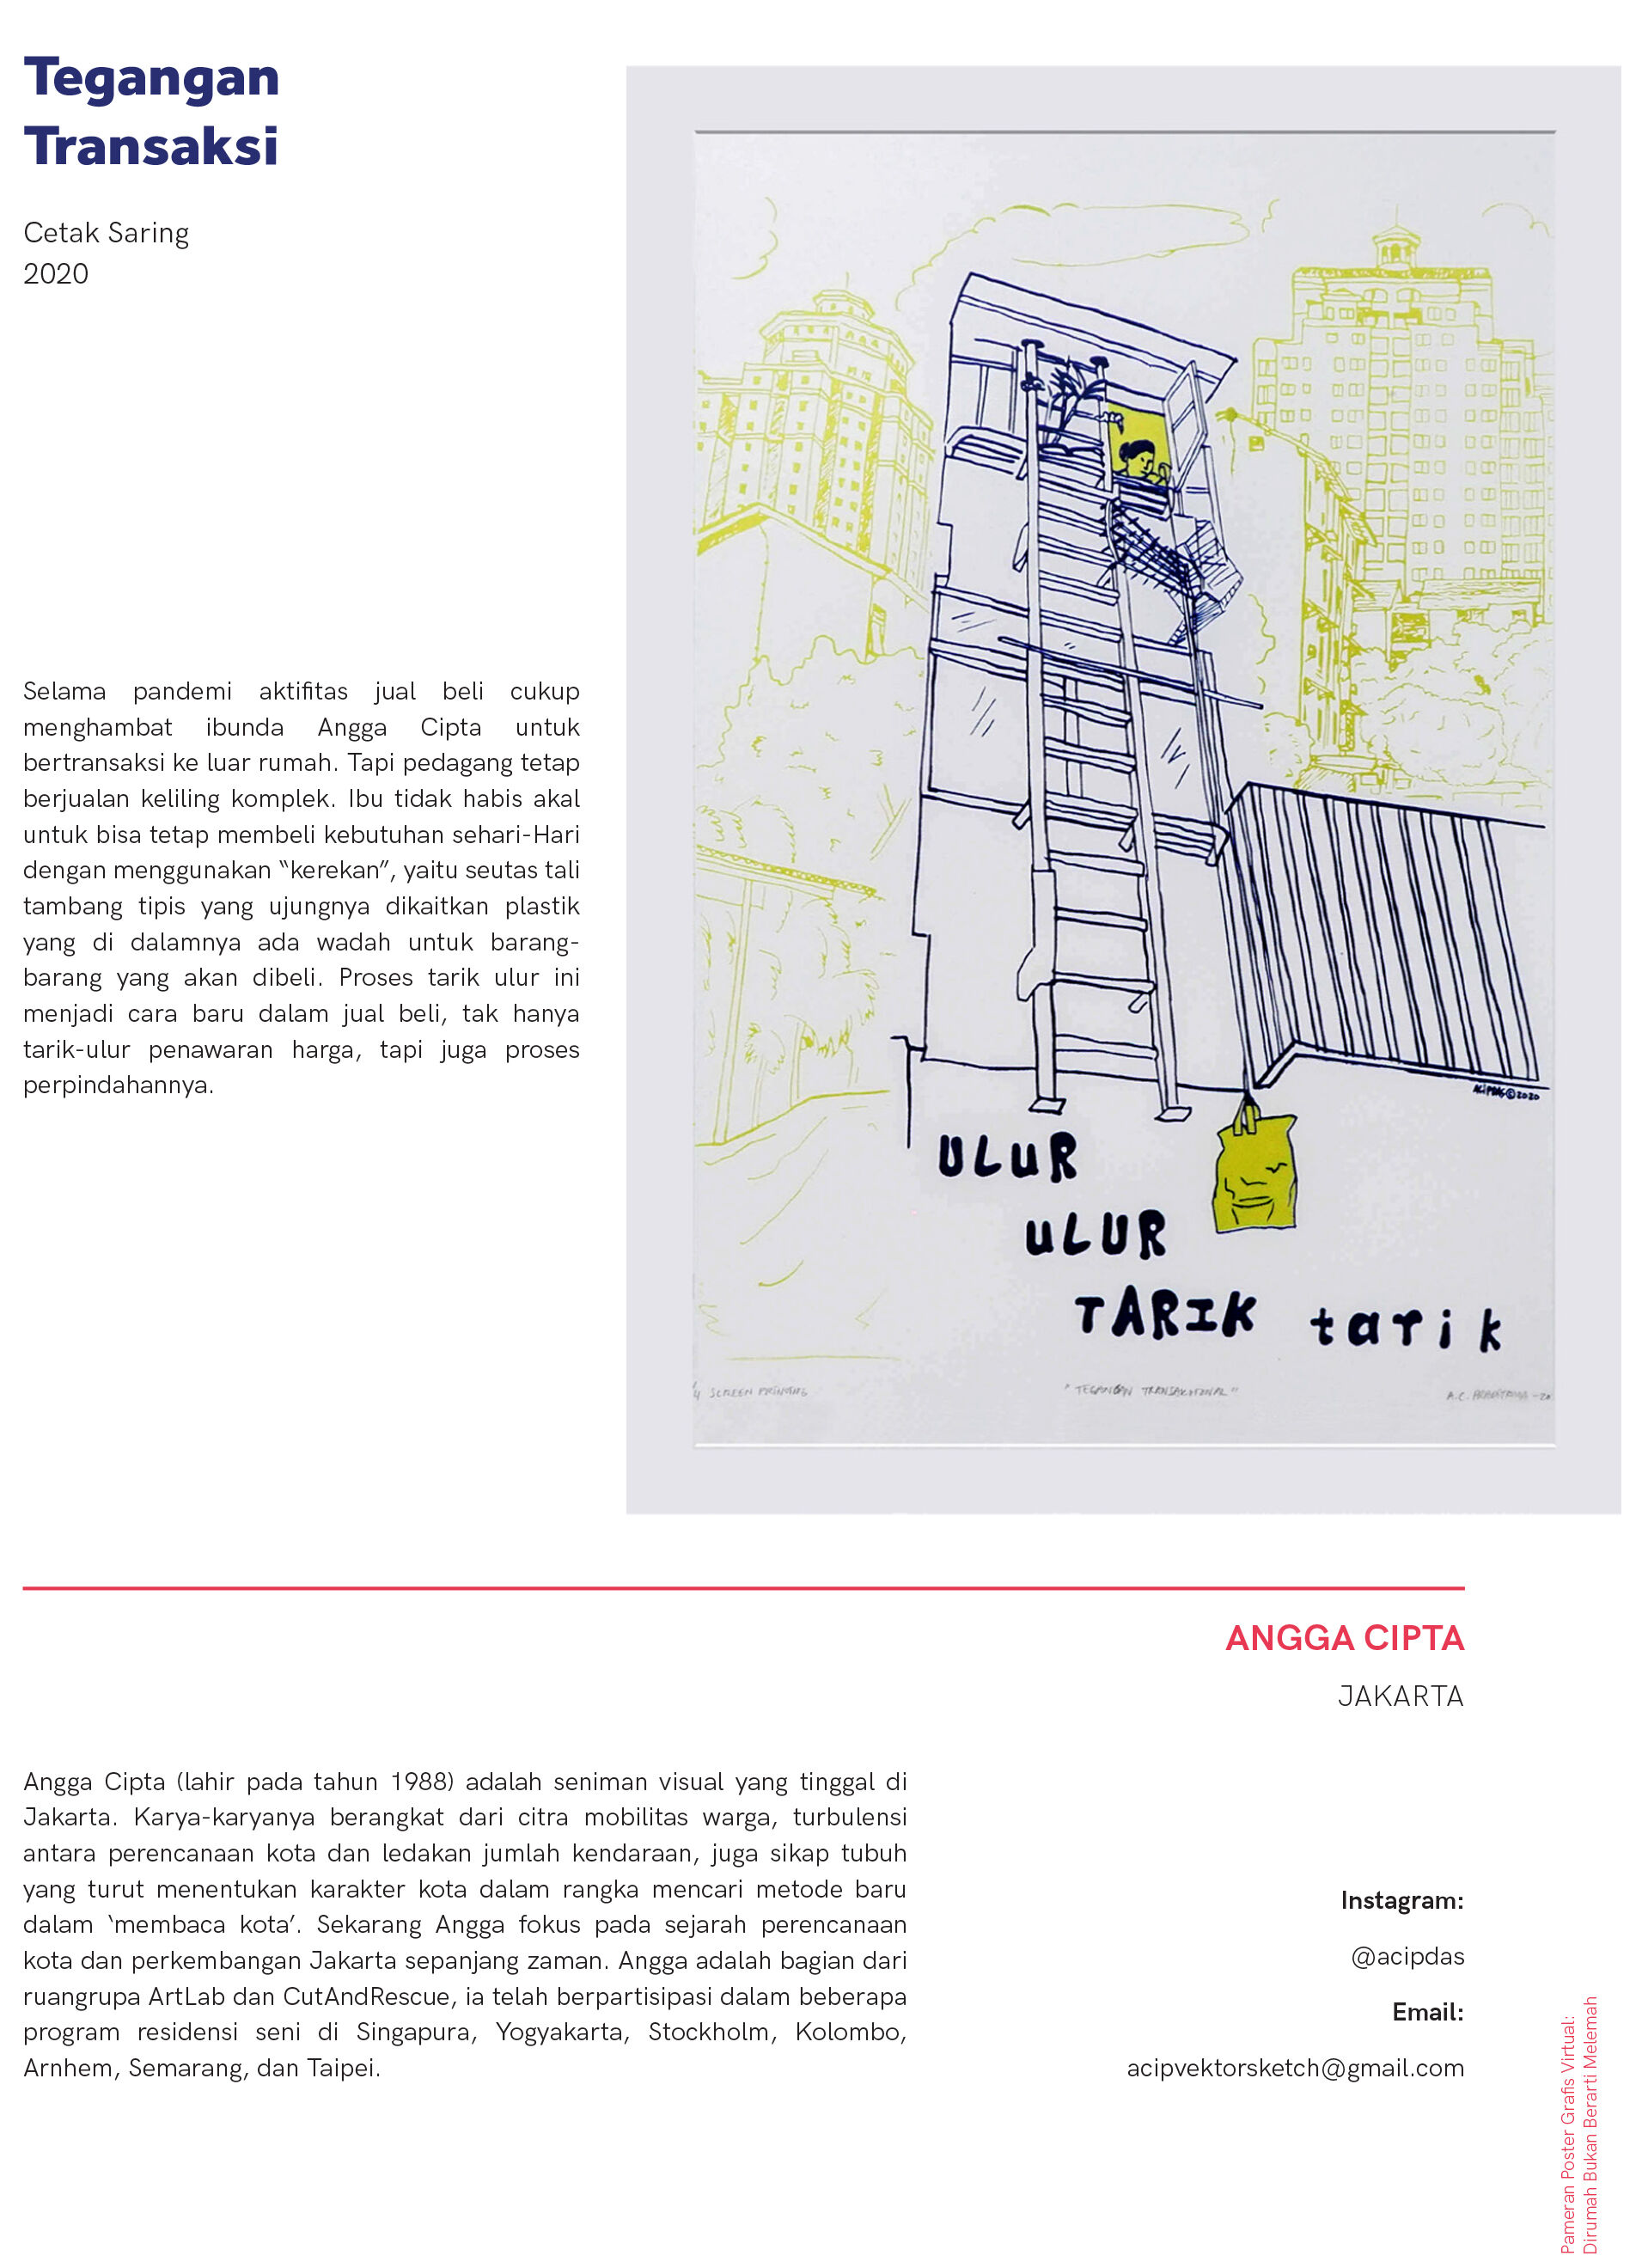 Tegangan
Transaksi
Cetak Saring
2020
Selama pandemi aktifitas jual beli cukup
menghambat ibunda Angga Cipta untuk
bertransaksi ke luar rumah. Tapi pedagang tetap
berjualan keliling komplek. Ibu tidak habis akal
untuk bisa tetap membeli kebutuhan sehari-Hari
dengan menggunakan “kerekan”, yaitu seutas tali
tambang tipis yang ujungnya dikaitkan plastik
yang di dalamnya ada wadah untuk barang-
barang yang akan dibeli. Proses tarik ulur ini
menjadi cara baru dalam jual beli, tak hanya
tarik-ulur penawaran harga, tapi juga proses
perpindahannya.
ACIPDAS©2020
ULUR
ULUR
TARIK tarik
SCREEN PRINTING
"TEGANGAN TRANSAKSIONAL"
A.C.
ANGGA CIPTA
JAKARTA
Angga Cipta (lahir pada tahun 1988) adalah seniman visual yang tinggal di
Jakarta. Karya-karyanya berangkat dari citra mobilitas warga, turbulensi
antara perencanaan kota dan ledakan jumlah kendaraan, juga sikap tubuh
yang turut menentukan karakter kota dalam rangka mencari metode baru
dalam ‘membaca kota’. Sekarang Angga fokus pada sejarah perencanaan
kota dan perkembangan Jakarta sepanjang zaman. Angga adalah bagian dari
ruangrupa ArtLab dan CutAndRescue, ia telah berpartisipasi dalam beberapa
program residensi seni di Singapura, Yogyakarta, Stockholm, Kolombo,
Arnhem, Semarang, dan Taipei.
Instagram:
@acipdas
Email:
acipvektorsketch@gmail.com
Pameran Poster Grafis Virtual:
Dirumah Bukan Berarti Melemah